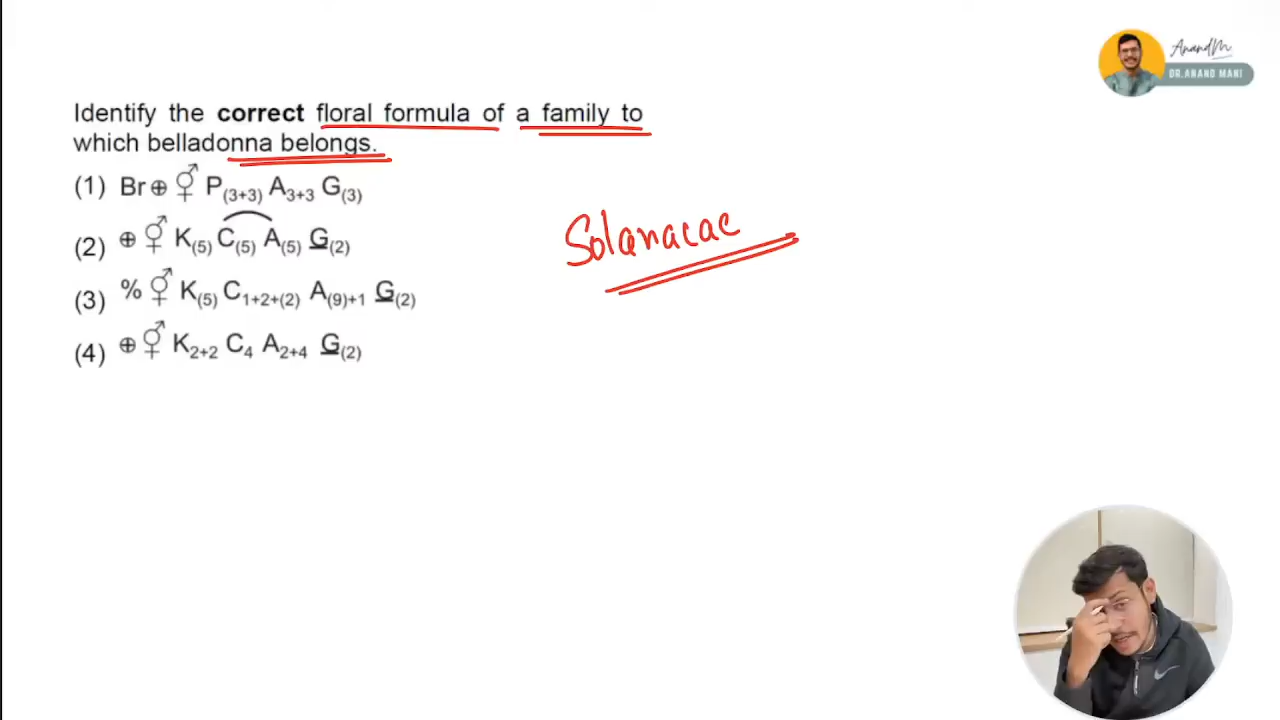 AnandM
DR.ANAND MANI
Identify the correct floral formula of a family to
which belladonna belongs.
(1) Br ⊕ ⚥ P(3+3) A3+3 G(3)
(2) ⊕ ⚥ K(5) C(5) A(5) G(2)
(3) % ⚥ K(5) C1+2+(2) A(9)+1 G(2)
(4) ⊕ ⚥ K2+2 C4 A2+4 G(2)
Solanacae